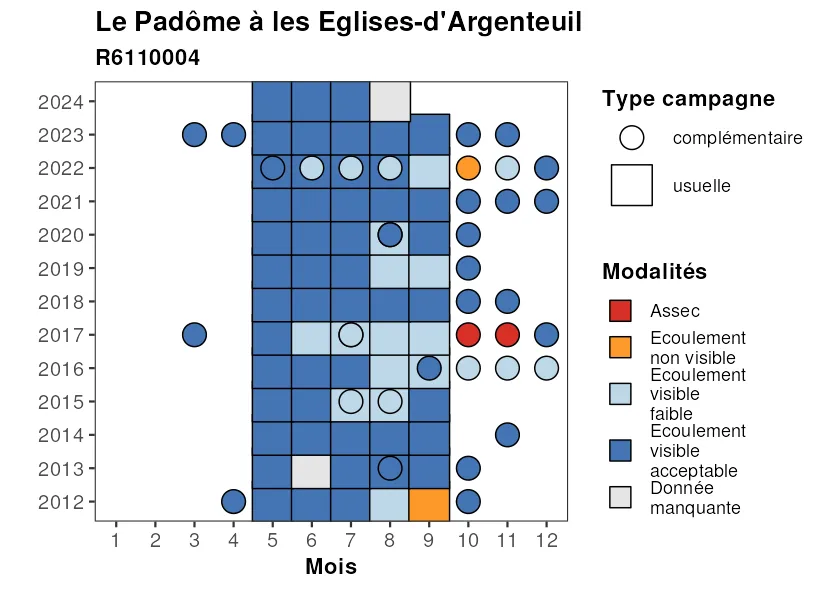 Le Padôme à les Eglises-d'Argenteuil
R6110004
2024
2023
2022
2021
2020
2019
2018
2017
2016
2015
2014
2013
2012
1 2 3 4 5 6 7 8 9 10 11 12
Mois
Type campagne
complémentaire
usuelle
Modalités
Assec
Ecoulement
non visible
Ecoulement
visible
faible
Ecoulement
visible
acceptable
Donnée
manquante